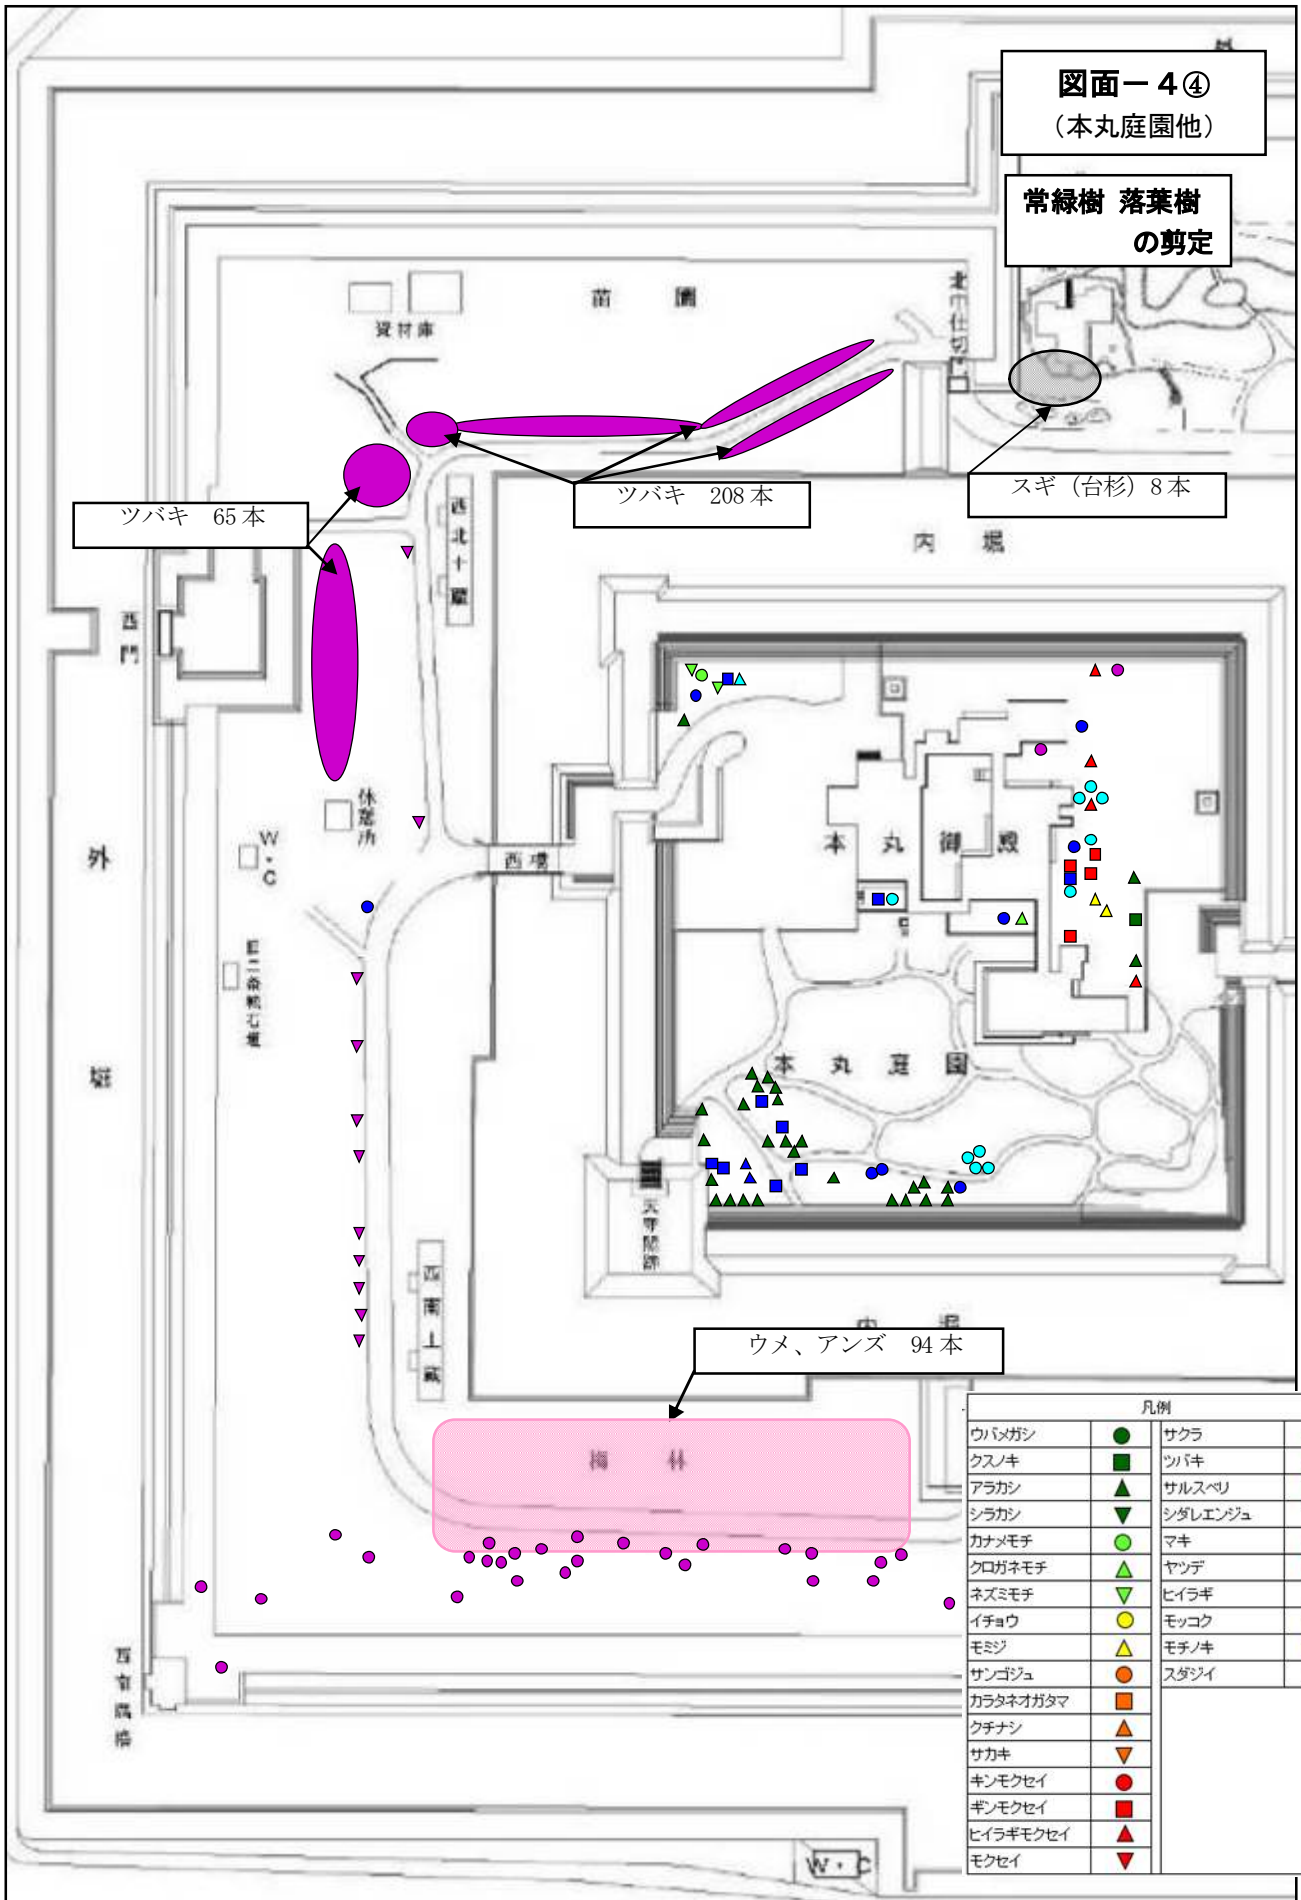 図面－４④
（本丸庭園他）
常緑樹 落葉樹
の剪定
苗 園
資材庫
ツバキ 208本
スギ（台杉）8本
ツバキ 65本
西北土蔵
内 堀
西門
休憩所
W・C
西橋
外 堀
本丸御殿
本丸庭園
天守閣跡
西南土蔵
内 堀
ウメ、アンズ 94本
梅 林
西南隅櫓
W・C
凡例
ウバメガシ サクラ
クスノキ ツバキ
アラカシ サルスベリ
シラカシ シダレエンジュ
カナメモチ マキ
クロガネモチ ヤツデ
ネズミモチ ヒイラギ
イチョウ モッコク
モミジ モチノキ
サンゴジュ スダジイ
カラタネオガタマ
クチナシ
サカキ
キンモクセイ
ギンモクセイ
ヒイラギモクセイ
モクセイ